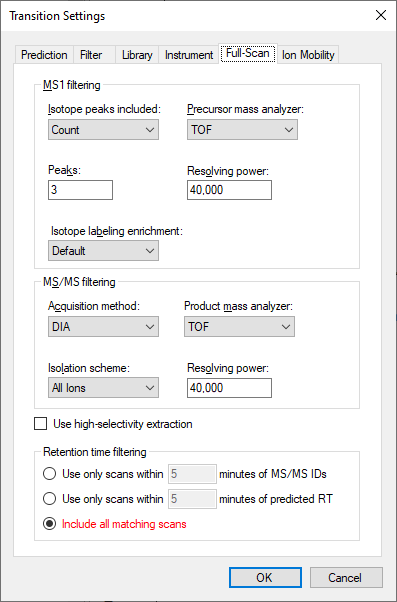 Transition Settings
Prediction Filter Library Instrument Full-Scan Ion Mobility
MS1 filtering
Isotope peaks included: Precursor mass analyzer:
Count TOF
Peaks: Resolving power:
3 40,000
Isotope labeling enrichment:
Default
MS/MS filtering
Acquisition method: Product mass analyzer:
DIA TOF
Isolation scheme: Resolving power:
All Ions 40,000
Use high-selectivity extraction
Retention time filtering
Use only scans within 5 minutes of MS/MS IDs
Use only scans within 5 minutes of predicted RT
Include all matching scans
OK Cancel